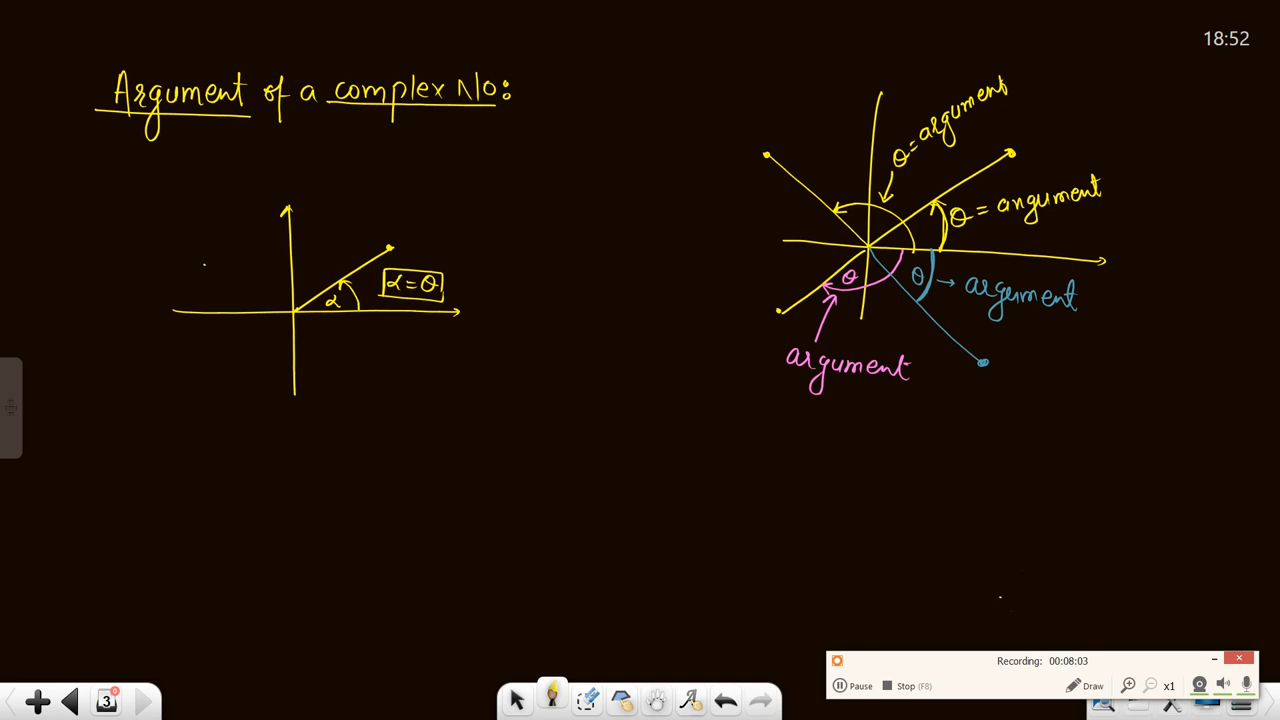 18:52
Argument of a complex No:
θ = argument
θ = argument
α = θ
α
θ
θ → argument
argument
Recording: 00:08:03
Pause Stop (F8) Draw x1
3
0